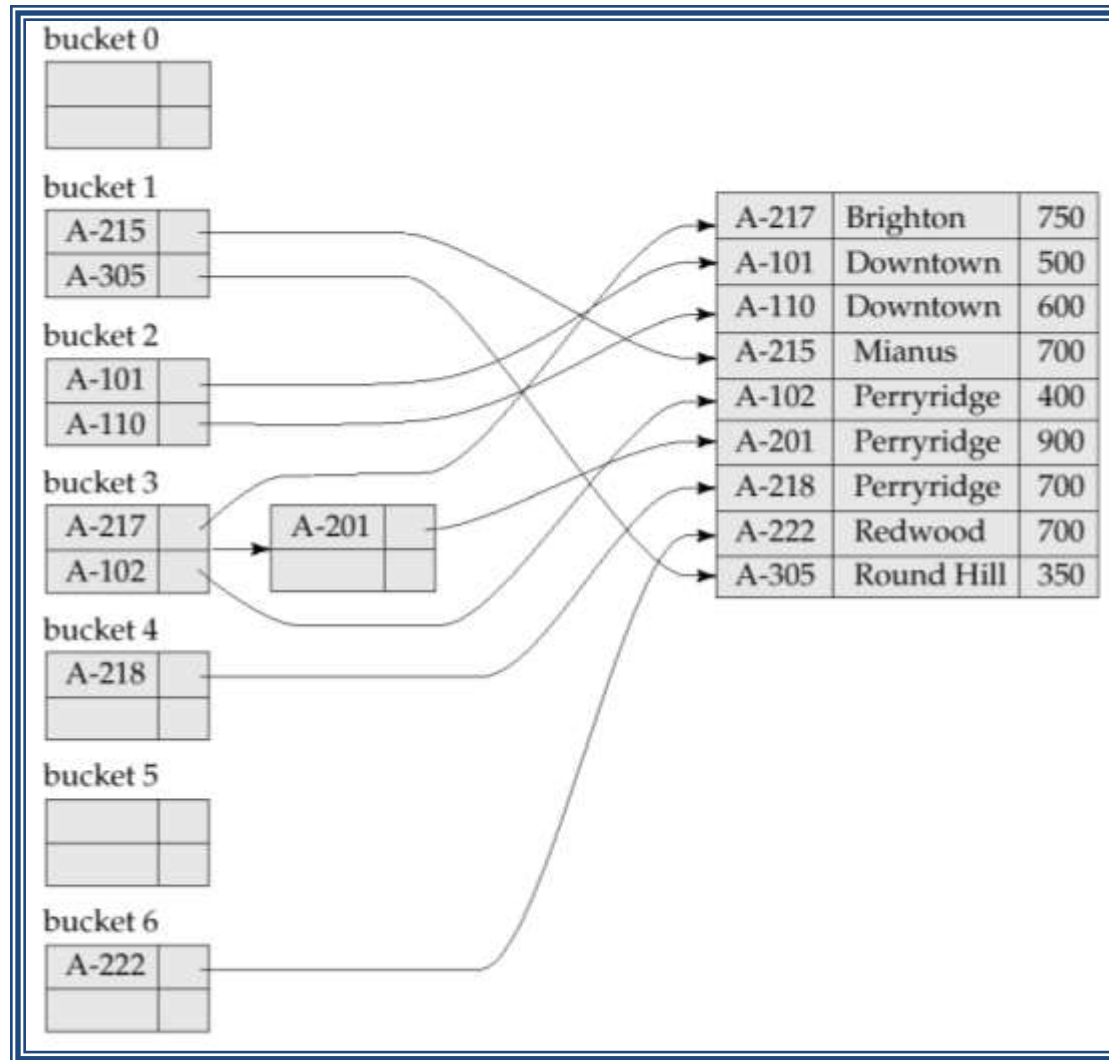 bucket 0
bucket 1
A-215
A-305
bucket 2
A-101
A-110
bucket 3
A-217
A-102
A-201
bucket 4
A-218
bucket 5
bucket 6
A-222
A-217 Brighton 750
A-101 Downtown 500
A-110 Downtown 600
A-215 Mianus 700
A-102 Perryridge 400
A-201 Perryridge 900
A-218 Perryridge 700
A-222 Redwood 700
A-305 Round Hill 350